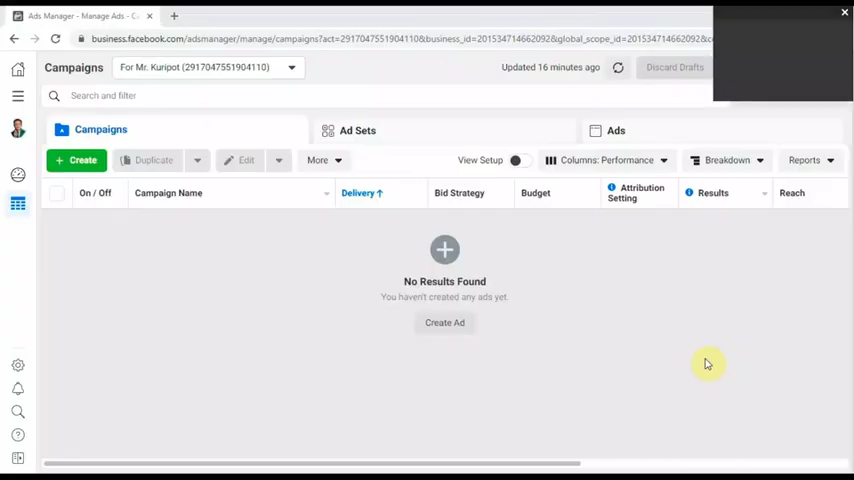 Ads Manager - Manage Ads - C
business.facebook.com/adsmanager/manage/campaigns?act=2917047551904110&business_id=201534714662092&global_scope_id=201534714662092&c
Campaigns For Mr. Kuripot (2917047551904110) Updated 16 minutes ago Discard Drafts
Search and filter
Campaigns Ad Sets Ads
+ Create Duplicate Edit More View Setup Columns: Performance Breakdown Reports
On / Off Campaign Name Delivery ↑ Bid Strategy Budget Attribution Setting Results Reach
No Results Found
You haven't created any ads yet.
Create Ad